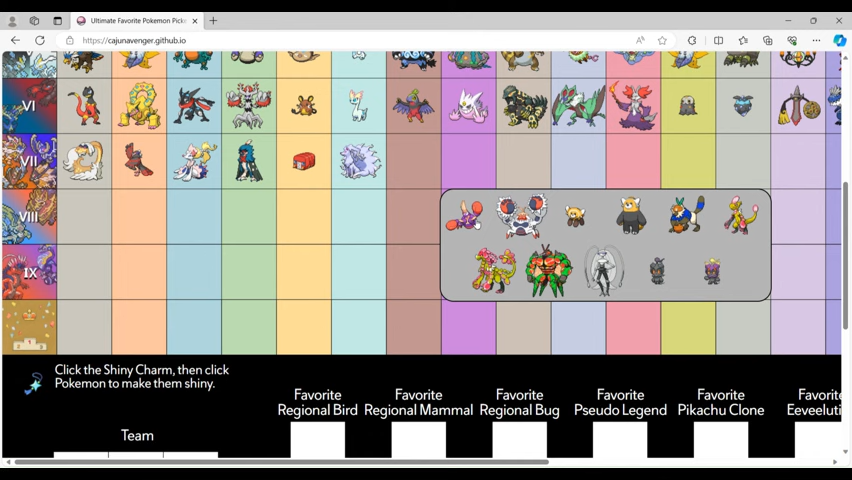 Ultimate Favorite Pokemon Pick
https://cajunavenger.github.io
VI
VII
VIII
IX
Click the Shiny Charm, then click
Pokemon to make them shiny.
Favorite
Regional Bird
Favorite
Regional Mammal
Favorite
Regional Bug
Favorite
Pseudo Legend
Favorite
Pikachu Clone
Favorite
Eeveeluti
Team